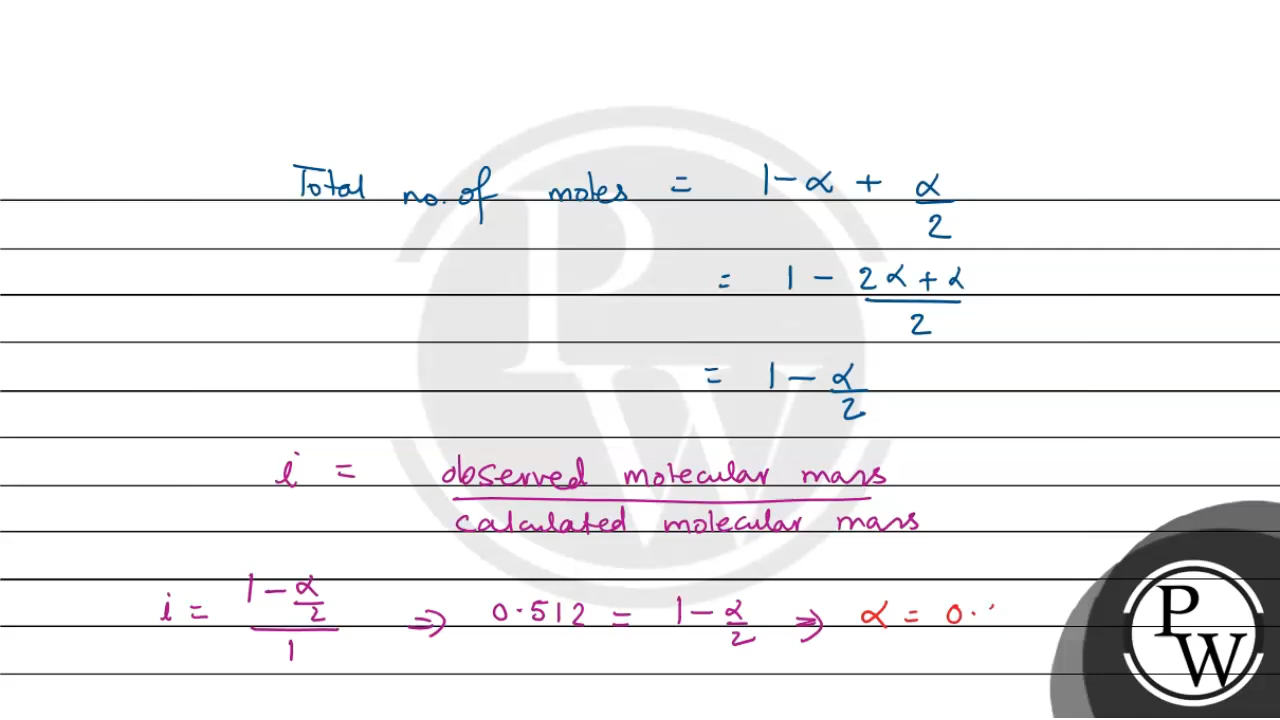 Total no. of moles = 1 - α + α/2
= 1 - 2α + α/2
= 1 - α/2
i = observed molecular mass
calculated molecular mass
i = 1 - α/2 / 1 ⇒ 0.512 = 1 - α/2 ⇒ α = 0.
P W
PW